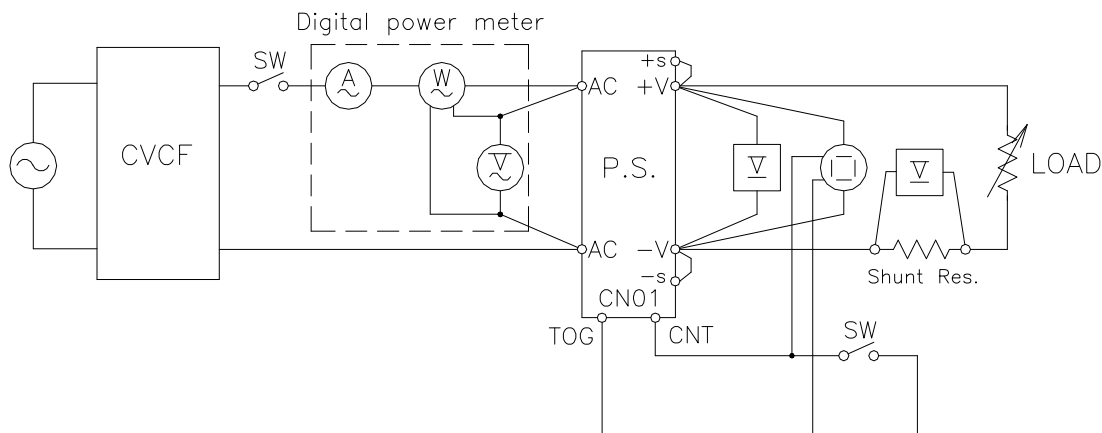 Digital power meter
SW
A
W
V
CVCF
AC
AC
P.S.
+s
+V
-V
-s
CN01
TOG
CNT
V
V
LOAD
Shunt Res.
SW